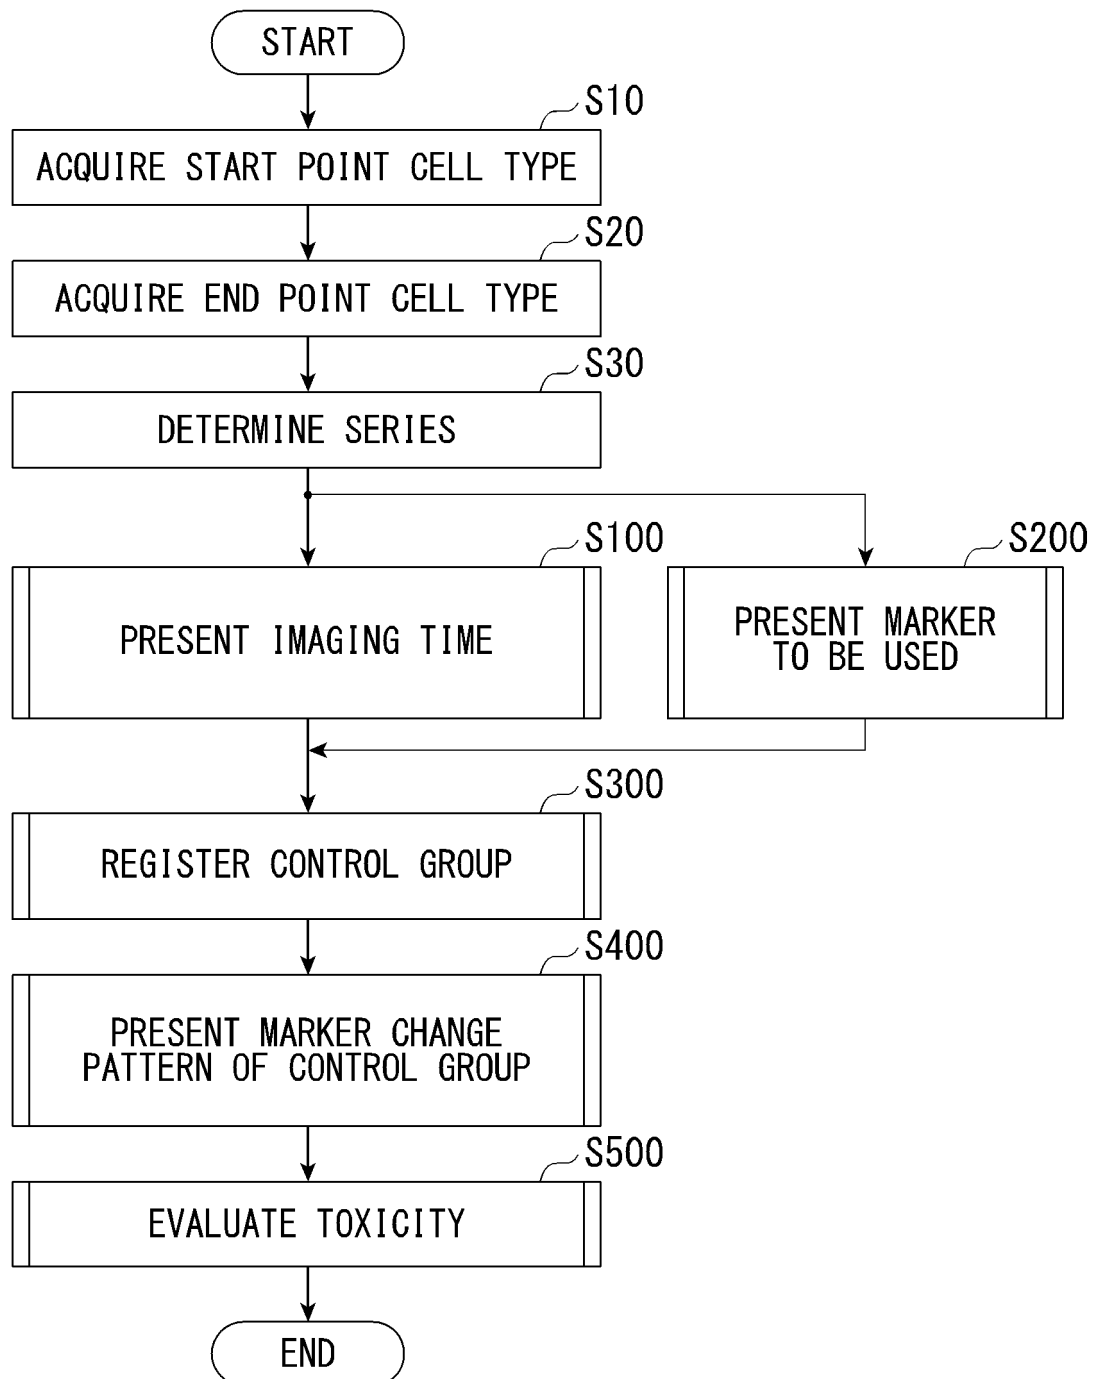 START
S10
ACQUIRE START POINT CELL TYPE
S20
ACQUIRE END POINT CELL TYPE
S30
DETERMINE SERIES
S100
PRESENT IMAGING TIME
S200
PRESENT MARKER
TO BE USED
S300
REGISTER CONTROL GROUP
S400
PRESENT MARKER CHANGE
PATTERN OF CONTROL GROUP
S500
EVALUATE TOXICITY
END